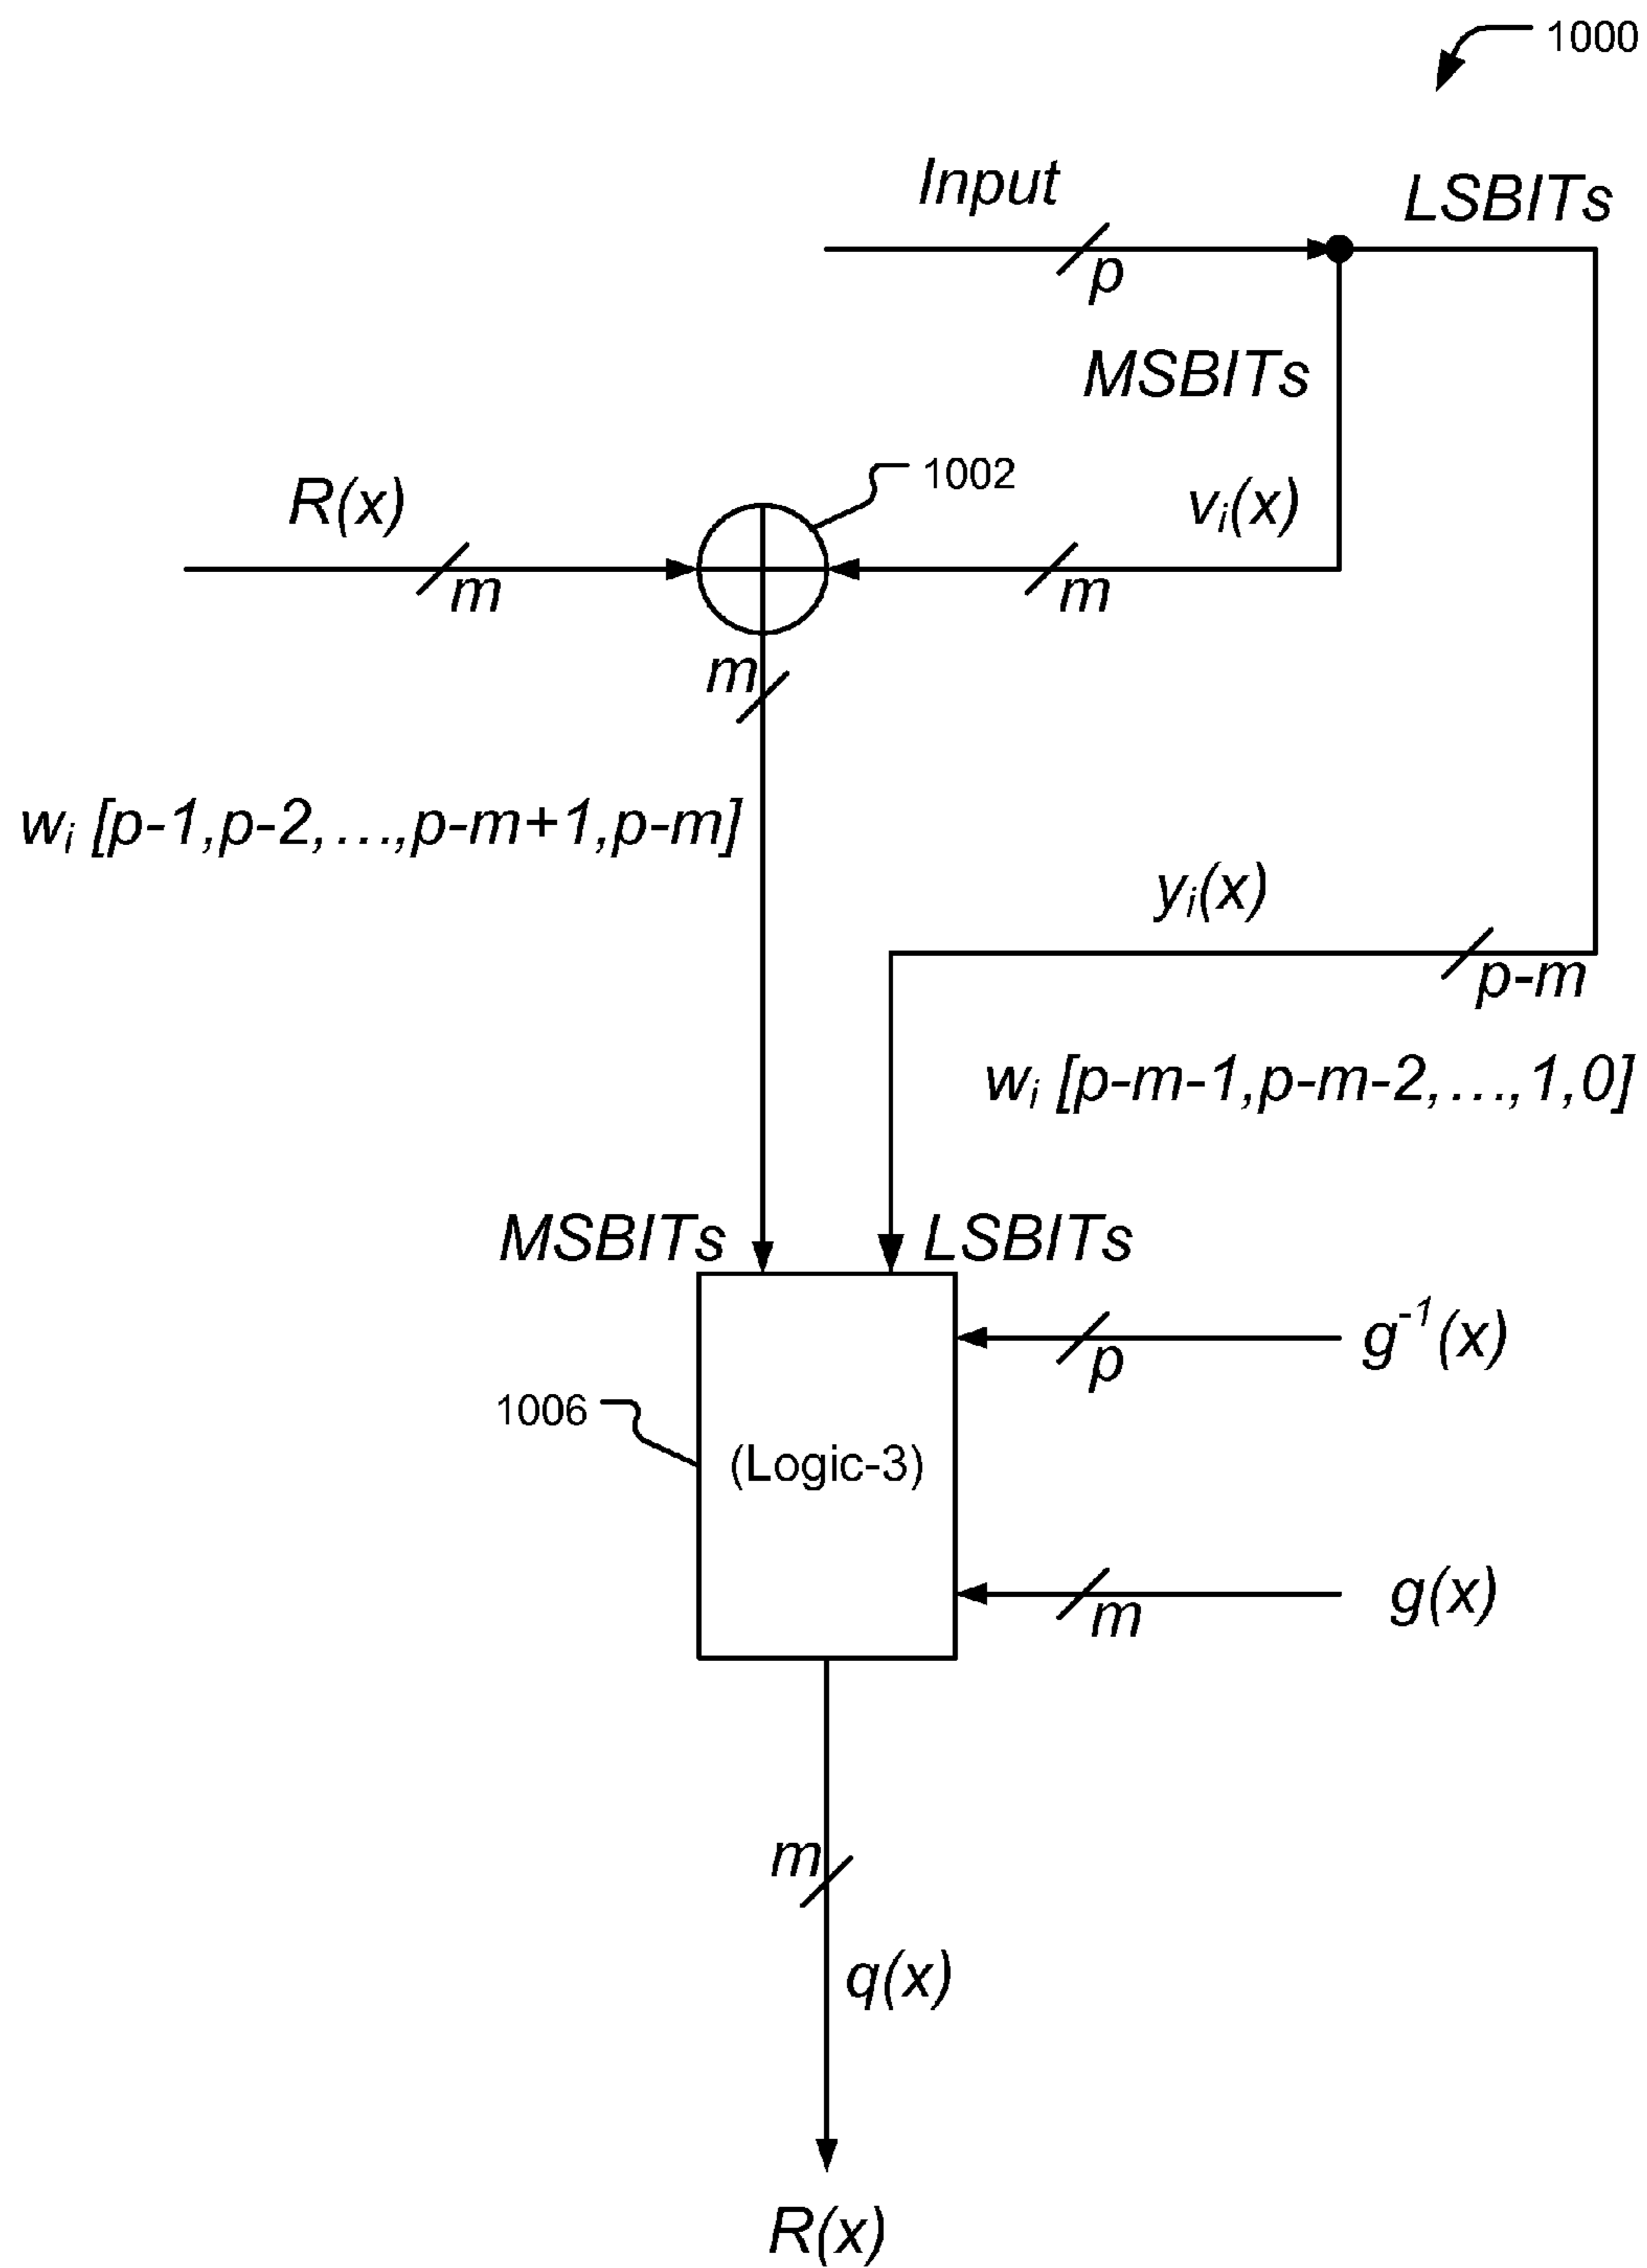 1000
Input
LSBITs
p
MSBITs
1002
R(x)
vᵢ(x)
m
m
m
wᵢ [p-1,p-2,...,p-m+1,p-m]
yᵢ(x)
p-m
wᵢ [p-m-1,p-m-2,...,1,0]
MSBITs
LSBITs
g⁻¹(x)
p
1006
(Logic-3)
g(x)
m
m
q(x)
R(x)